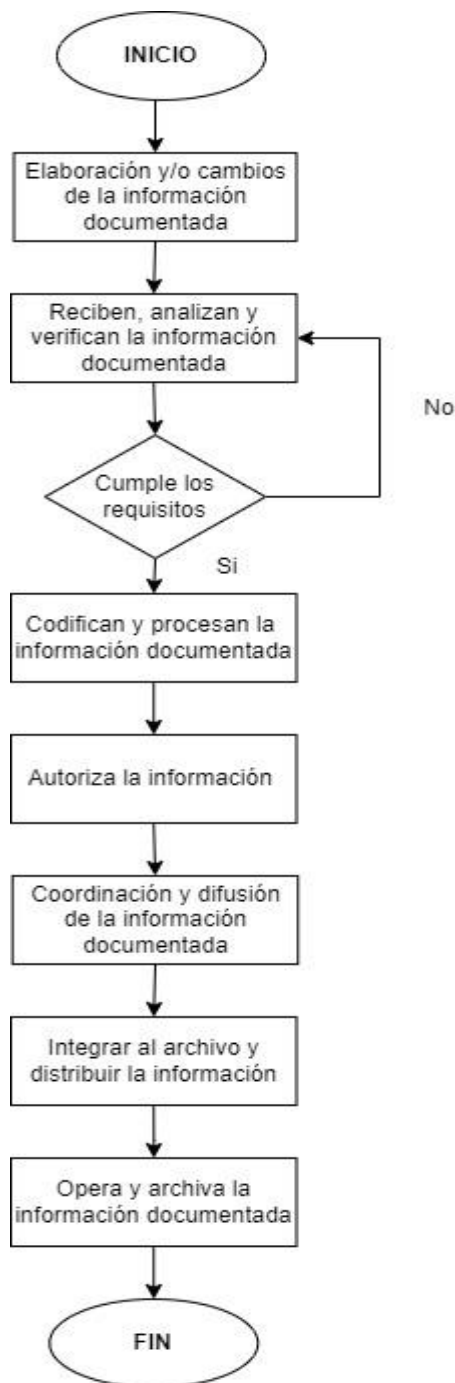 INICIO
Elaboración y/o cambios
de la información
documentada
Reciben, analizan y
verifican la información
documentada
No
Cumple los
requisitos
Si
Codifican y procesan la
información documentada
Autoriza la información
Coordinación y difusión
de la información
documentada
Integrar al archivo y
distribuir la información
Opera y archiva la
información documentada
FIN